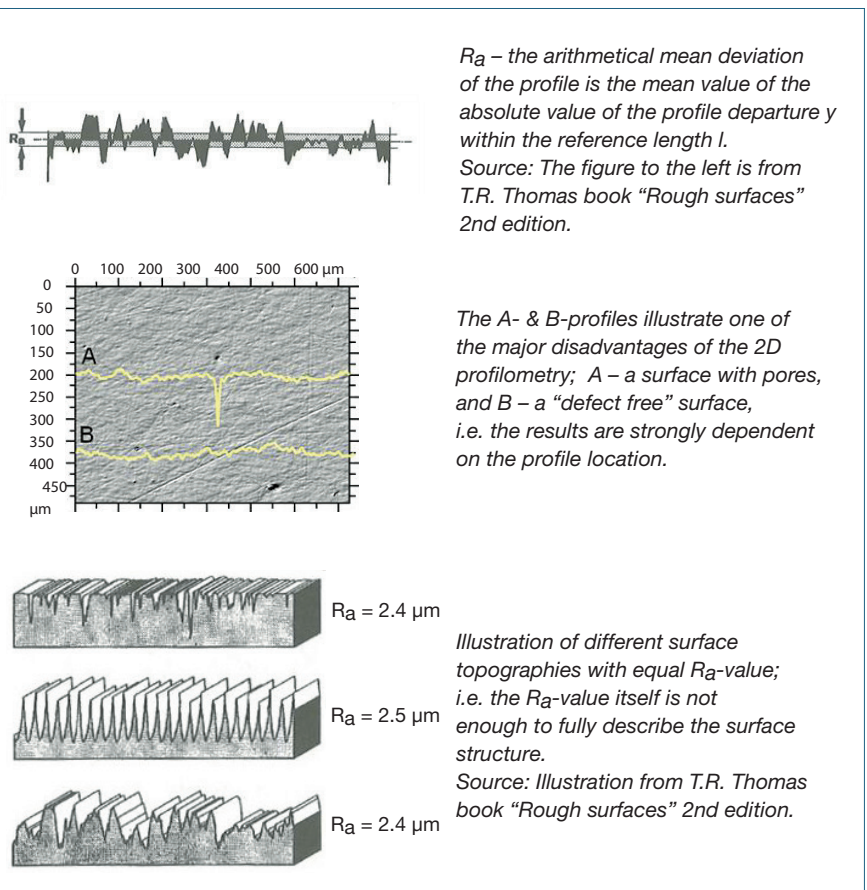 Ra – the arithmetical mean deviation
of the profile is the mean value of the
absolute value of the profile departure y
within the reference length l.
Source: The figure to the left is from
T.R. Thomas book “Rough surfaces”
2nd edition.
Ra
0 100 200 300 400 500 600 µm
0
50
100
150
200
250
300
350
400
450
µm
A
B
The A- & B-profiles illustrate one of
the major disadvantages of the 2D
profilometry; A – a surface with pores,
and B – a “defect free” surface,
i.e. the results are strongly dependent
on the profile location.
Ra = 2.4 µm
Ra = 2.5 µm
Ra = 2.4 µm
Illustration of different surface
topographies with equal Ra-value;
i.e. the Ra-value itself is not
enough to fully describe the surface
structure.
Source: Illustration from T.R. Thomas
book “Rough surfaces” 2nd edition.